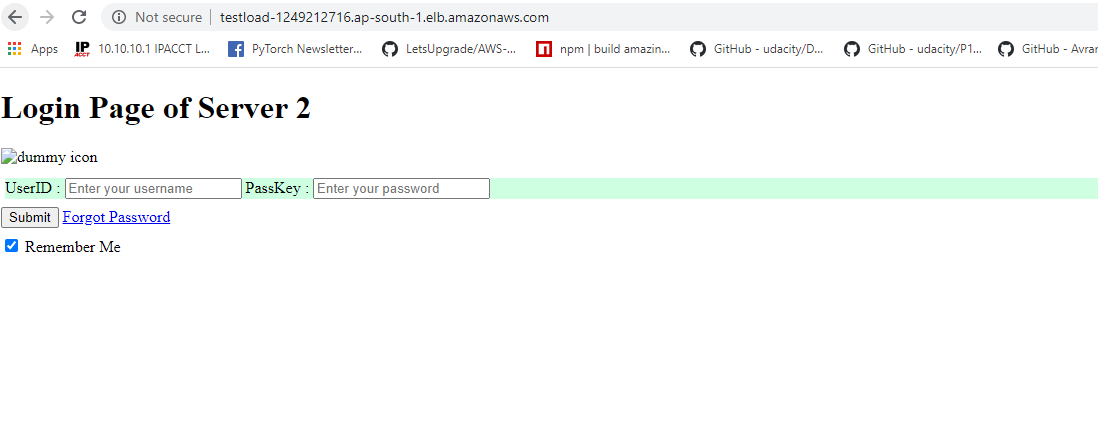 Not secure | testload-1249212716.ap-south-1.elb.amazonaws.com
Apps IP ACCT 10.10.10.1 IPACCT L... PyTorch Newsletter... LetsUpgrade/AWS-... npm | build amazin... GitHub - udacity/D... GitHub - udacity/P1... GitHub - Avrar
Login Page of Server 2
dummy icon
UserID : Enter your username PassKey : Enter your password
Submit Forgot Password
Remember Me